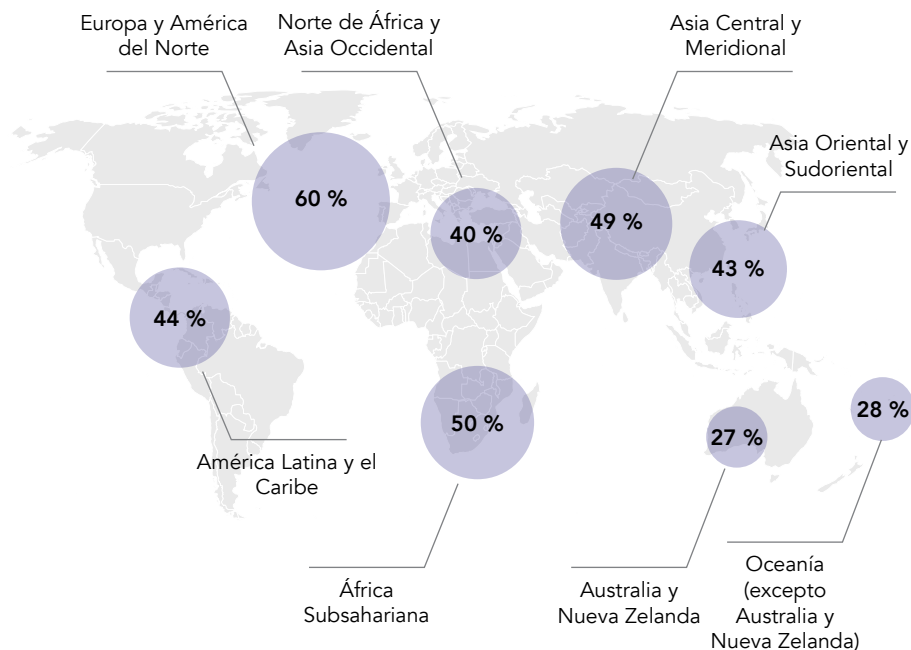 Europa y América
del Norte
Norte de África y
Asia Occidental
Asia Central y
Meridional
Asia Oriental y
Sudoriental
60 %
40 %
49 %
43 %
44 %
50 %
27 %
28 %
América Latina y el
Caribe
África
Subsahariana
Australia y
Nueva Zelanda
Oceanía
(excepto
Australia y
Nueva Zelanda)